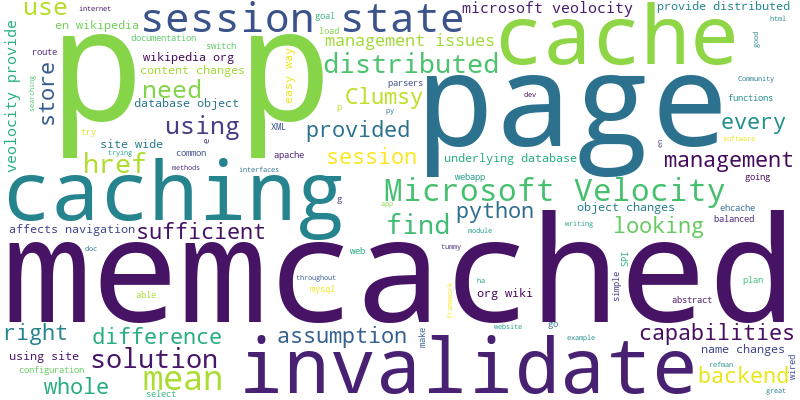 use
internet
session state
goal
microsoft veolocity
provide distributed
html
en wikipedia
documentation
switch
load
cache
good
route
wikipedia org
management issues
veolocity provide
store
p p
page
content changes
easy way
distributed
parsers
Community
searching
need
database object
Clumsy
p
py
dev
functions
every
try
using
XML
provided
software
site wide
e
en
trying
href
common
apache
session
underlying database
management
methods
interfaces
webapp
going
caching
g
app
Microsoft Velocity
object changes
ehcache
affects navigation
sufficient
find
python
looking
balanced
doc
web
tummy
module
writing
memcached
throughout
able
mysql
ha
org wiki
framework
simple
SPI
abstract
plan
right
difference
assumption
make
website
go
example
capabilities
using site
solution
invalidate
name changes
configuration
whole
mean
select
refman
backend
wired
great